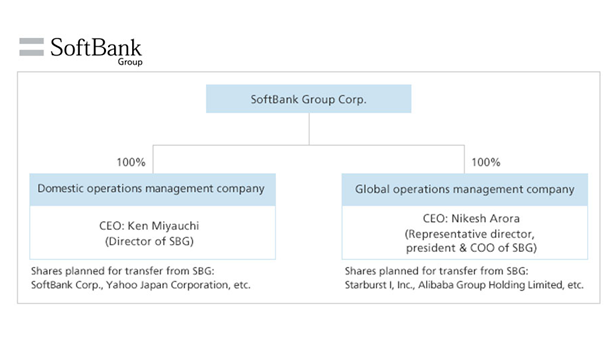 SoftBank
Group
SoftBank Group Corp.
100%
100%
Domestic operations management company
CEO: Ken Miyauchi
(Director of SBG)
Shares planned for transfer from SBG:
SoftBank Corp., Yahoo Japan Corporation, etc.
Global operations management company
CEO: Nikesh Arora
(Representative director,
president & COO of SBG)
Shares planned for transfer from SBG:
Starburst I, Inc., Alibaba Group Holding Limited, etc.